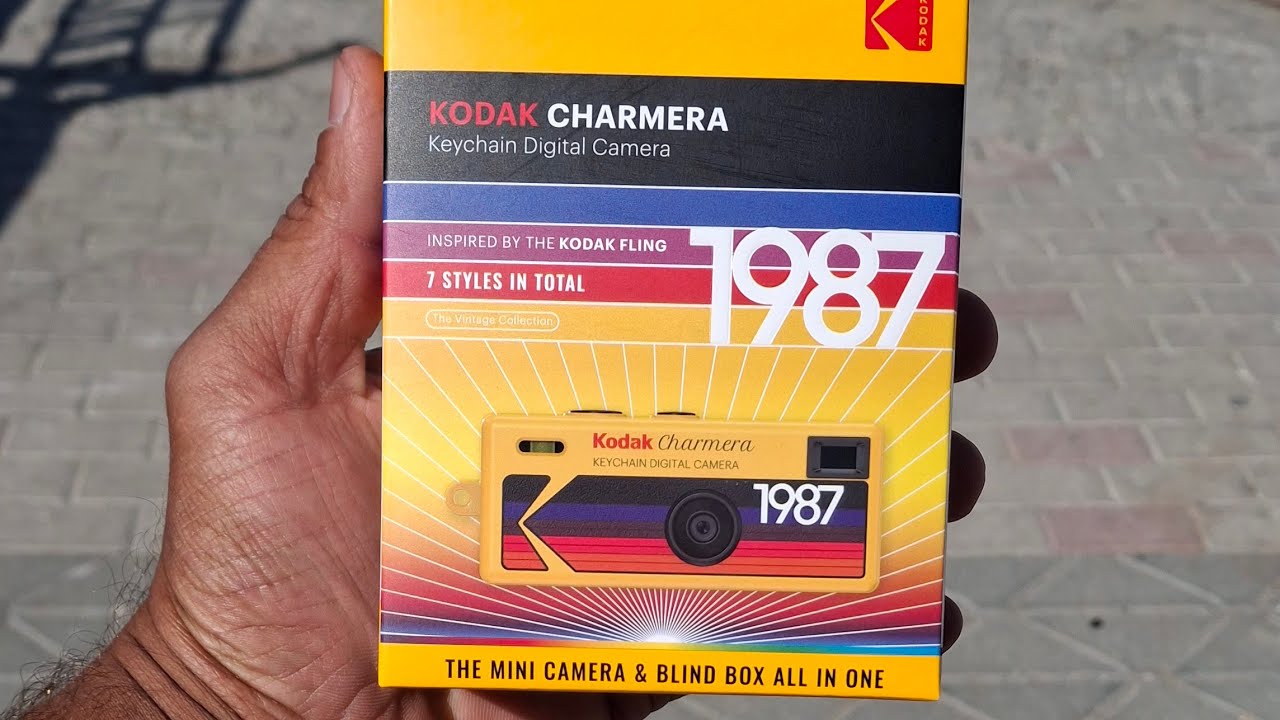 KODAK
KODAK CHARMERA
Keychain Digital Camera
INSPIRED BY THE KODAK FLING
1987
7 STYLES IN TOTAL
The Vintage Collection
Kodak Charmera
KEYCHAIN DIGITAL CAMERA
1987
THE MINI CAMERA & BLIND BOX ALL IN ONE